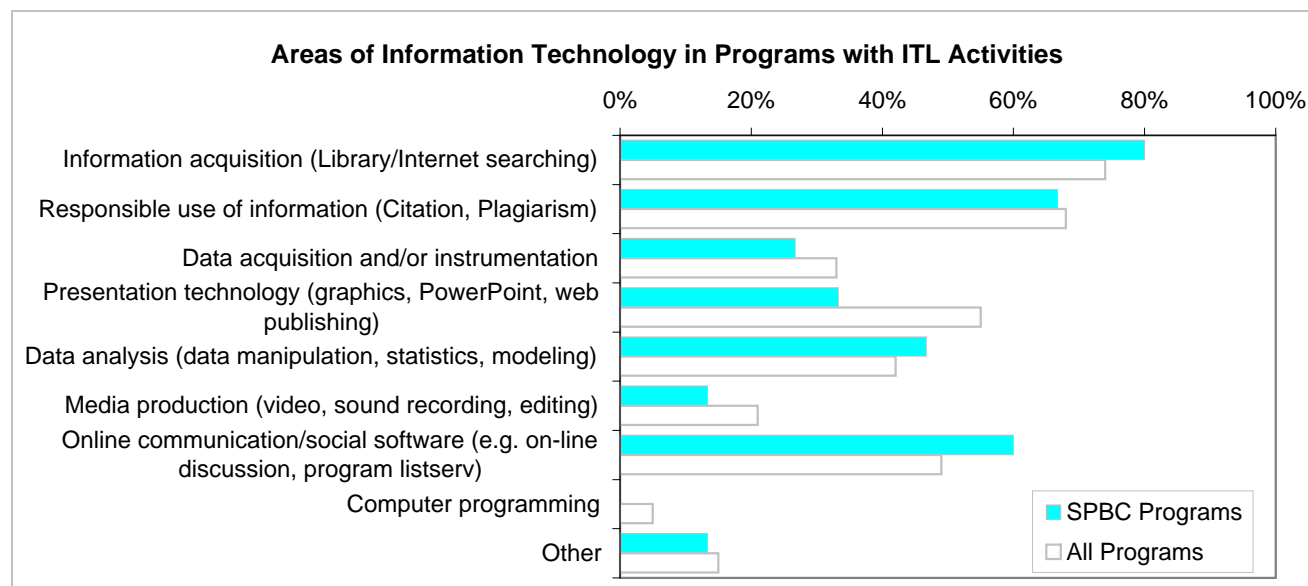 Areas of Information Technology in Programs with ITL Activities
0% 20% 40% 60% 80% 100%
Information acquisition (Library/Internet searching)
Responsible use of information (Citation, Plagiarism)
Data acquisition and/or instrumentation
Presentation technology (graphics, PowerPoint, web
publishing)
Data analysis (data manipulation, statistics, modeling)
Media production (video, sound recording, editing)
Online communication/social software (e.g. on-line
discussion, program listserv)
Computer programming
Other
SPBC Programs
All Programs